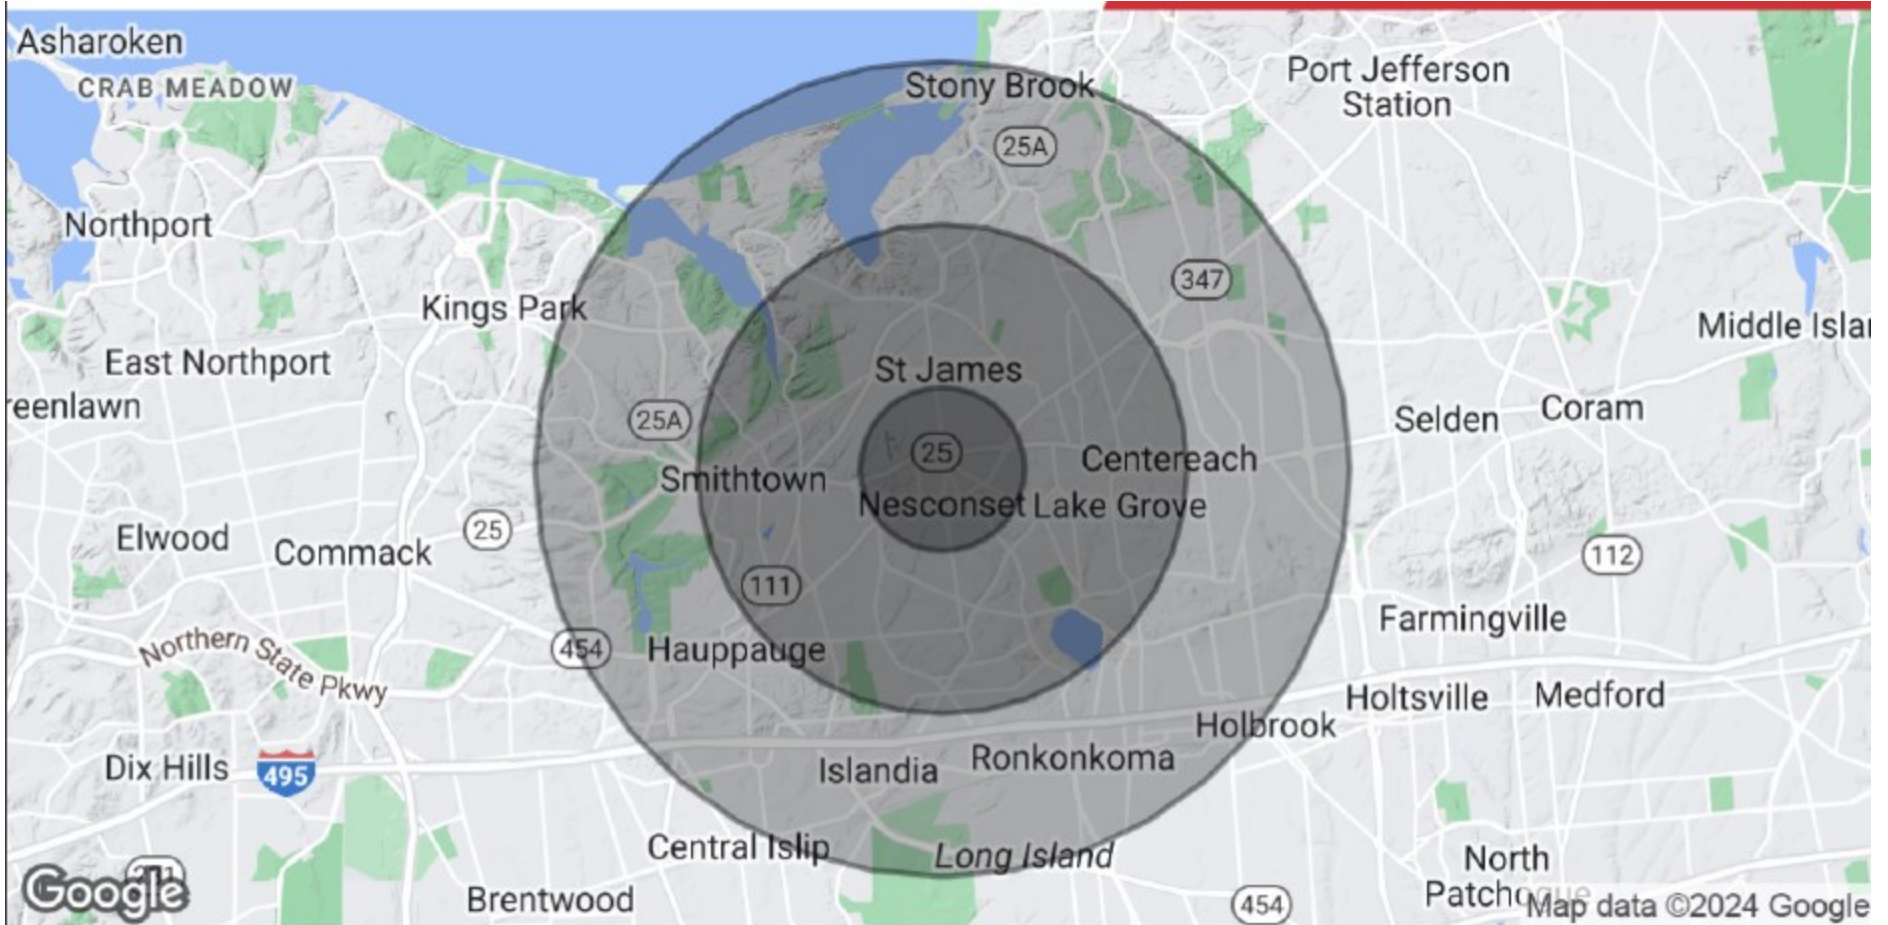 Asharoken
CRAB MEADOW
Stony Brook
Port Jefferson
Station
25A
Northport
347
Kings Park
Middle Isla
East Northport
St James
reenlawn
25A
Selden
Coram
25
Centereach
Smithtown
Nesconset
Lake Grove
25
Elwood
Commack
112
111
Farmingville
Northern State Pkwy
454
Hauppauge
Holtsville
Medford
Holbrook
Dix Hills
495
Islandia
Ronkonkoma
Central Islip
Long Island
North
Patchogue
Google
Brentwood
454
Map data ©2024 Google